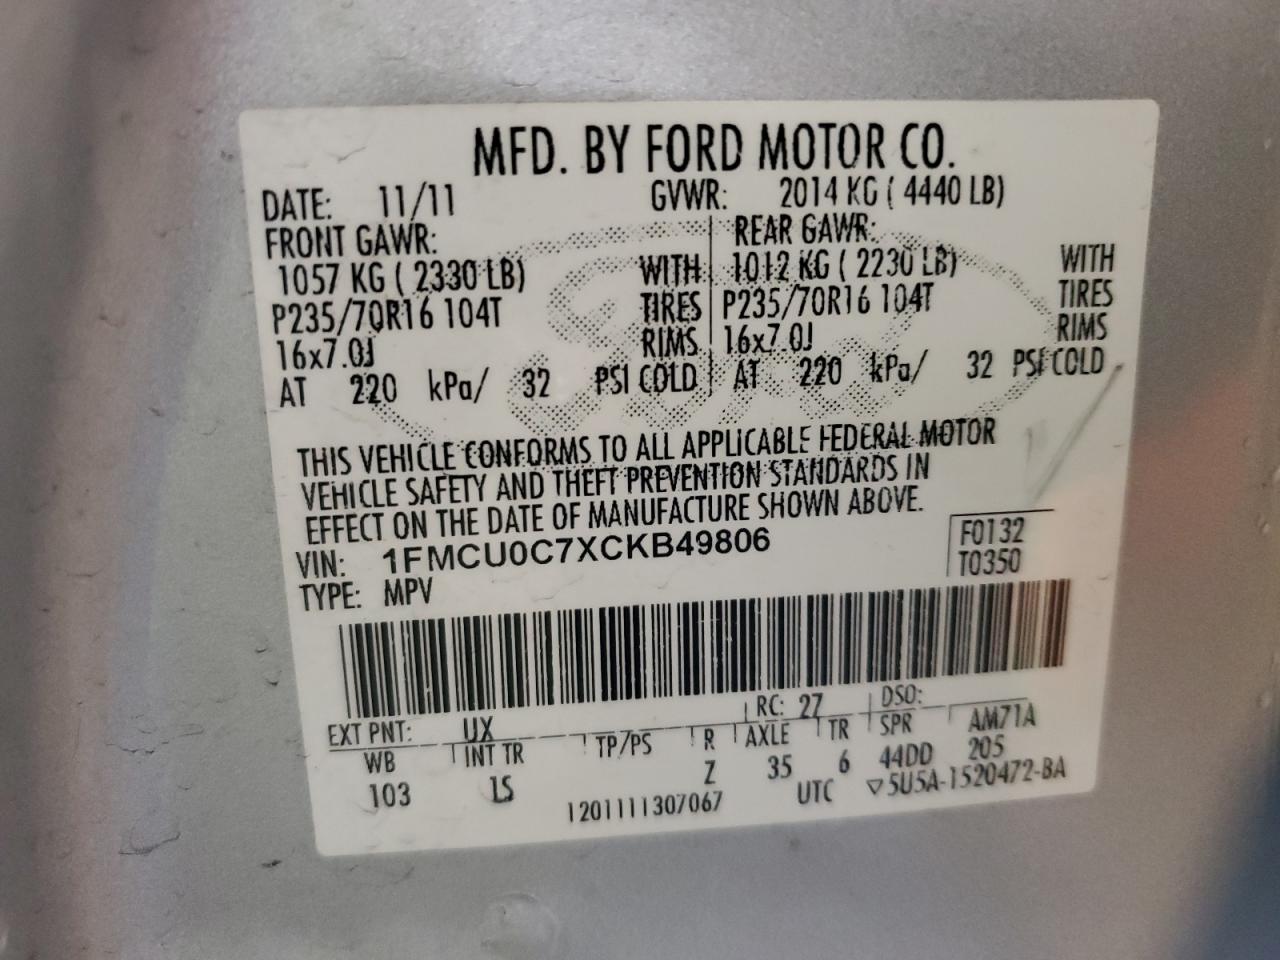 MFD. BY FORD MOTOR CO.
DATE: 11/11 GVWR: 2014 KG ( 4440 LB)
FRONT GAWR: REAR GAWR:
1057 KG ( 2330 LB) WITH 1012 KG ( 2230 LB) WITH
P235/70R16 104T TIRES P235/70R16 104T TIRES
16x7.0J RIMS 16x7.0J RIMS
AT 220 kPa/ 32 PSI COLD AT 220 kPa/ 32 PSI COLD
THIS VEHICLE CONFORMS TO ALL APPLICABLE FEDERAL MOTOR
VEHICLE SAFETY AND THEFT PREVENTION STANDARDS IN
EFFECT ON THE DATE OF MANUFACTURE SHOWN ABOVE.
VIN: 1FMCU0C7XCKB49806 F0132
TYPE: MPV T0350
EXT PNT: UX RC: 27 DSO:
WB INT TR TP/PS R AXLE TR SPR AM71A
103 LS Z 35 6 44DD 205
1201111307067 UTC ▽5U5A-1520472-BA